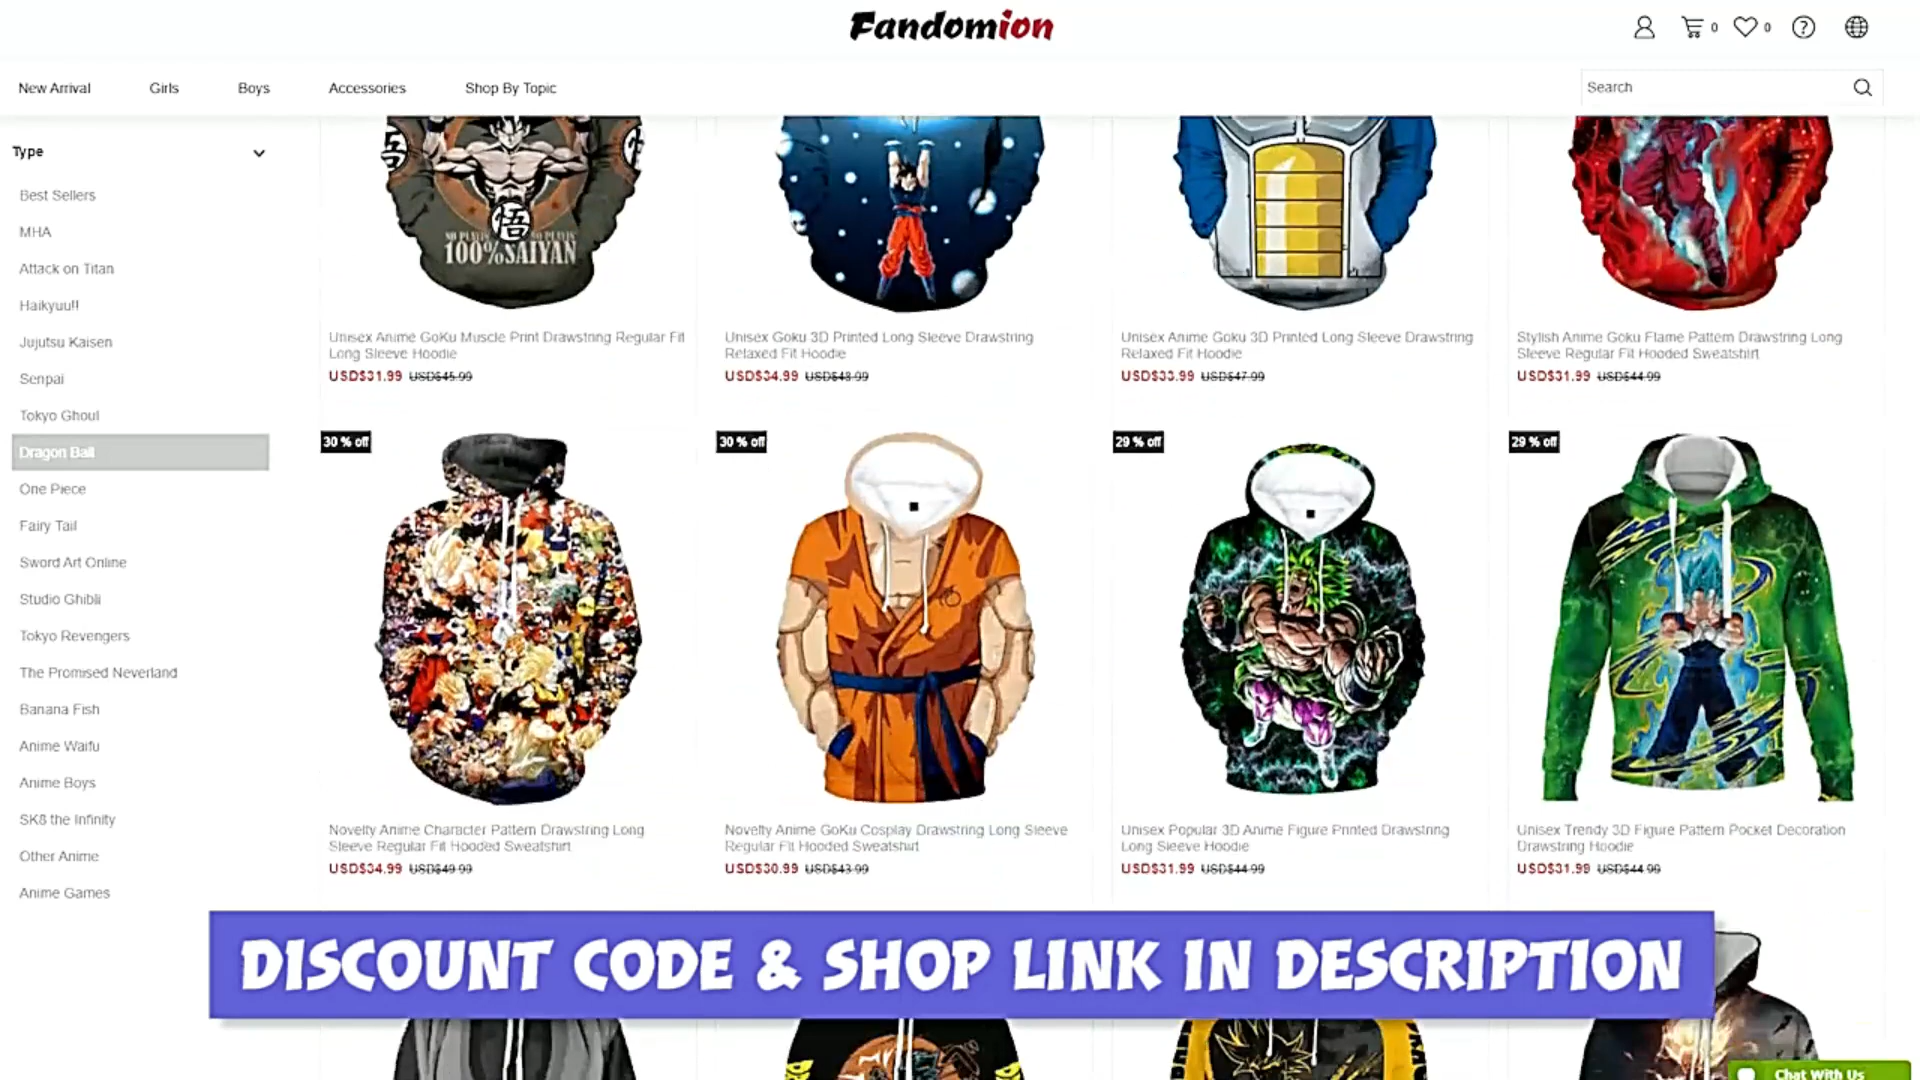 Fandomion
0
0
New Arrival
Girls
Boys
Accessories
Shop By Topic
Search
Type
Best Sellers
MHA
Attack on Titan
Haikyuu!!
Jujutsu Kaisen
Senpai
Tokyo Ghoul
Dragon Ball
One Piece
Fairy Tail
Sword Art Online
Studio Ghibli
Tokyo Revengers
The Promised Neverland
Banana Fish
Anime Waifu
Anime Boys
SK8 the Infinity
Other Anime
Anime Games
悟
100% SAIYAN
Unisex Anime GoKu Muscle Print Drawstring Regular Fit
Long Sleeve Hoodie
USD$31.99 USD$45.99
Unisex Goku 3D Printed Long Sleeve Drawstring
Relaxed Fit Hoodie
USD$34.99 USD$48.99
Unisex Anime Goku 3D Printed Long Sleeve Drawstring
Relaxed Fit Hoodie
USD$33.99 USD$47.99
Stylish Anime Goku Flame Pattern Drawstring Long
Sleeve Regular Fit Hooded Sweatshirt
USD$31.99 USD$44.99
30 % off
30 % off
29 % off
29 % off
Novelty Anime Character Pattern Drawstring Long
Sleeve Regular Fit Hooded Sweatshirt
USD$34.99 USD$49.99
Novelty Anime GoKu Cosplay Drawstring Long Sleeve
Regular Fit Hooded Sweatshirt
USD$30.99 USD$43.99
Unisex Popular 3D Anime Figure Printed Drawstring
Long Sleeve Hoodie
USD$31.99 USD$44.99
Unisex Trendy 3D Figure Pattern Pocket Decoration
Drawstring Hoodie
USD$31.99 USD$44.99
DISCOUNT CODE & SHOP LINK IN DESCRIPTION
Chat With Us